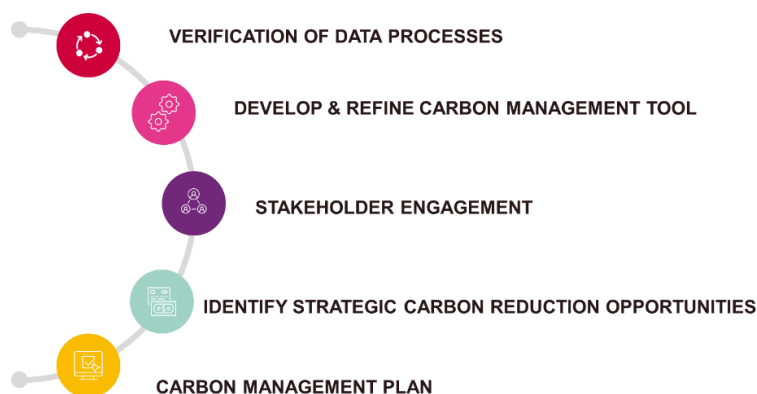 VERIFICATION OF DATA PROCESSES
DEVELOP & REFINE CARBON MANAGEMENT TOOL
STAKEHOLDER ENGAGEMENT
IDENTIFY STRATEGIC CARBON REDUCTION OPPORTUNITIES
CARBON MANAGEMENT PLAN